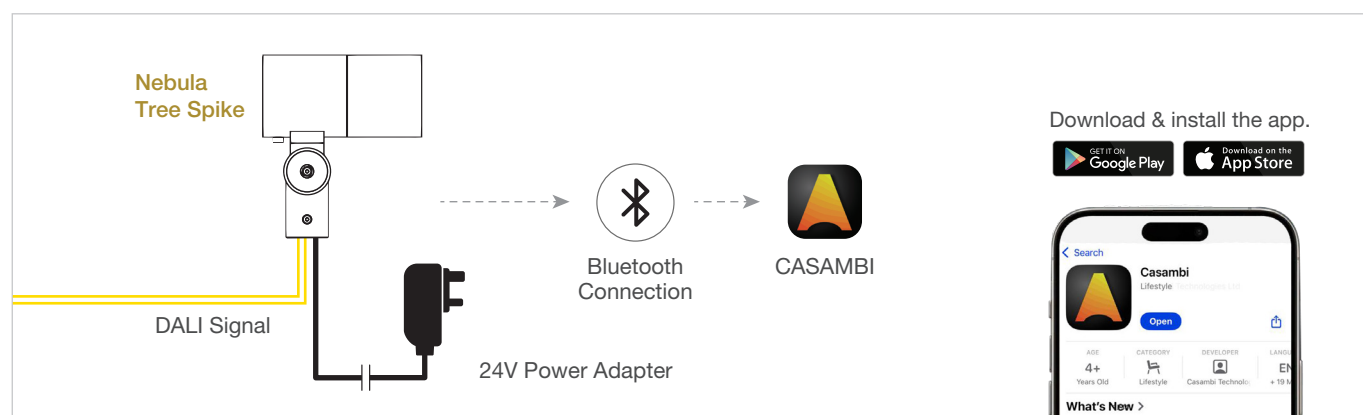 Nebula
Tree Spike
DALI Signal
24V Power Adapter
Bluetooth
Connection
CASAMBI
Download & install the app.
GET IT ON
Google Play
Download on the
App Store
Search
Casambi
Lifestyle
Open
AGE
CATEGORY
DEVELOPER
4+
EN
Years Old
Lifestyle
Casambi Technolo
+ 19 M
What's New >